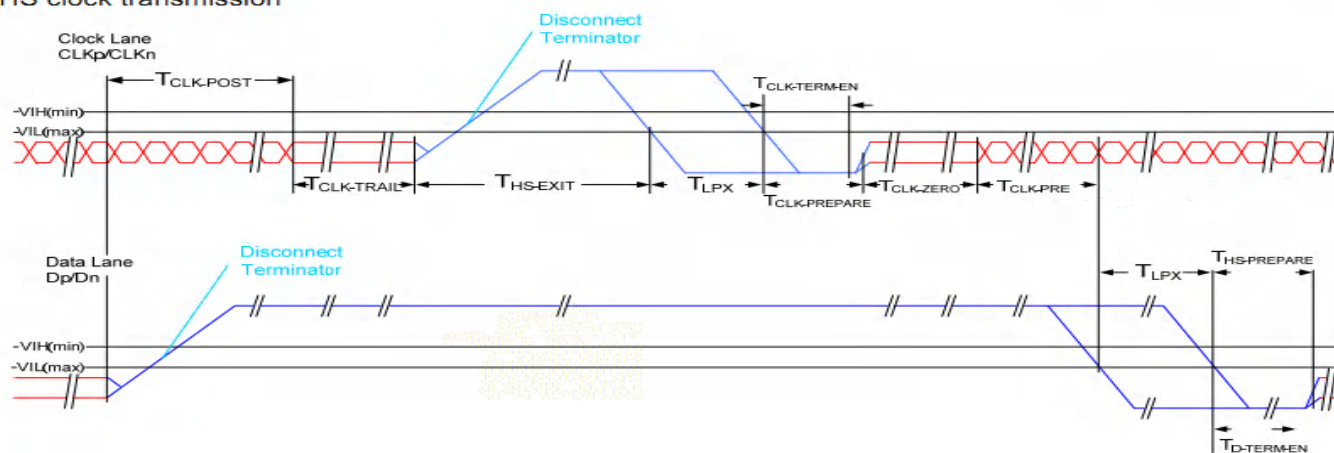 HS clock transmission
Disconnect
Terminator
Clock Lane
CLKp/CLKn
TCLK-POST
TCLK-TERM-EN
-VIH(min)
-VIL(max)
TCLK-TRAIL
THS-EXIT
TLPX
TCLK-PREPARE
TCLK-ZERO
TCLK-PRE
Disconnect
Terminator
Data Lane
Dp/Dn
TLPX
THS-PREPARE
-VIH(min)
-VIL(max)
TD-TERM-EN